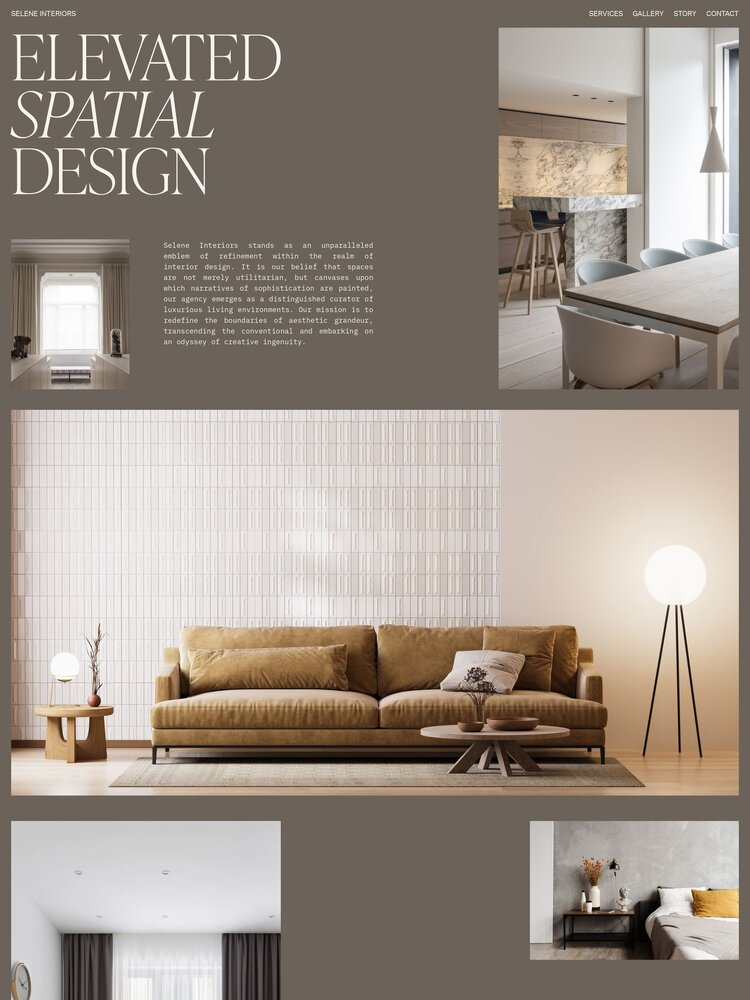 SELENE INTERIORS
SERVICES GALLERY STORY CONTACT
ELEVATED
SPATIAL
DESIGN
Selene Interiors stands as an unparalleled
emblem of refinement within the realm of
interior design. It is our belief that spaces
are not merely utilitarian, but canvases upon
which narratives of sophistication are painted,
our agency emerges as a distinguished curator of
luxurious living environments. Our mission is to
redefine the boundaries of aesthetic grandeur,
transcending the conventional and embarking on
an odyssey of creative ingenuity.